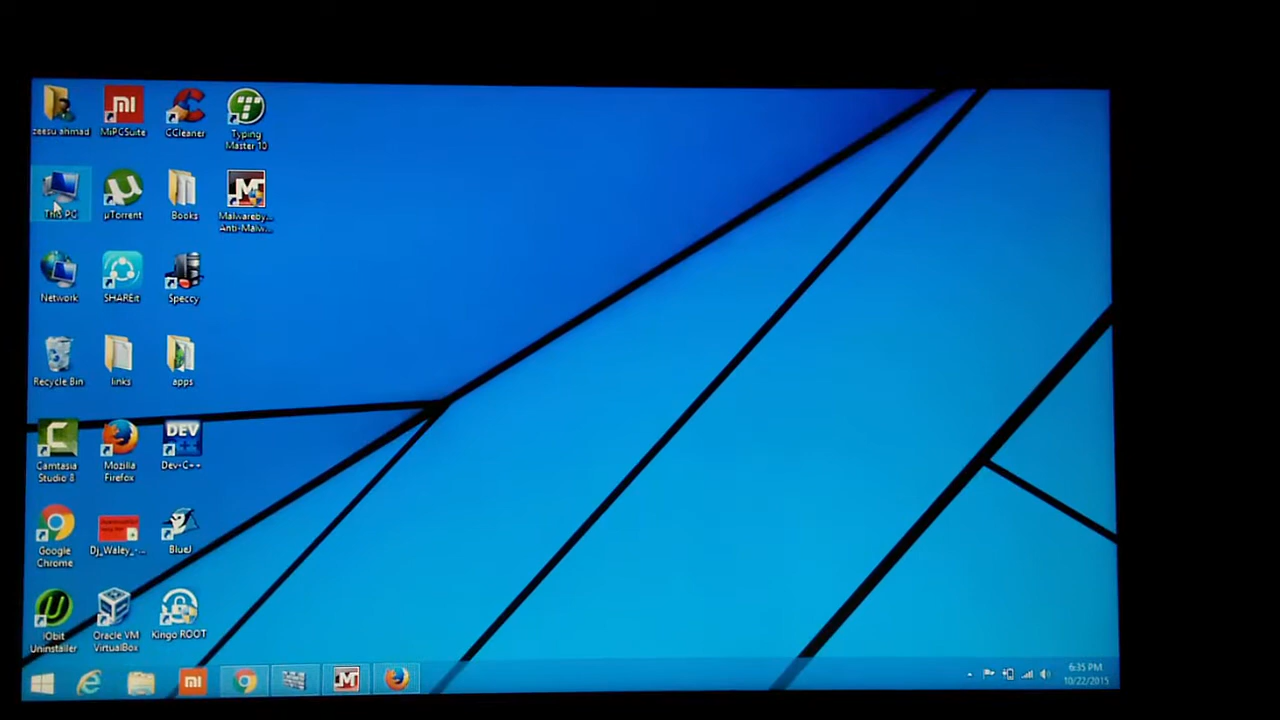 zeesu ahmad
MiPCSuite
CCleaner
Typing
Master 10
This PC
µTorrent
Books
Malwareby...
Anti-Malw...
Network
SHAREit
Speccy
Recycle Bin
links
apps
Camtasia
Studio 8
Mozilla
Firefox
DEV
Dev-C++
Google
Chrome
Dj_Waley_-...
BlueJ
IObit
Uninstaller
Oracle VM
VirtualBox
Kingo ROOT
6:35 PM
10/22/2015